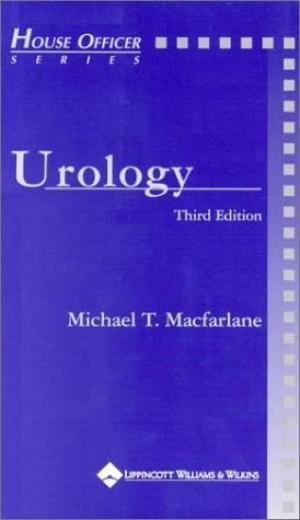 HOUSE OFFICER
SERIES
Urology
Third Edition
Michael T. Macfarlane
LIPPINCOTT WILLIAMS & WILKINS